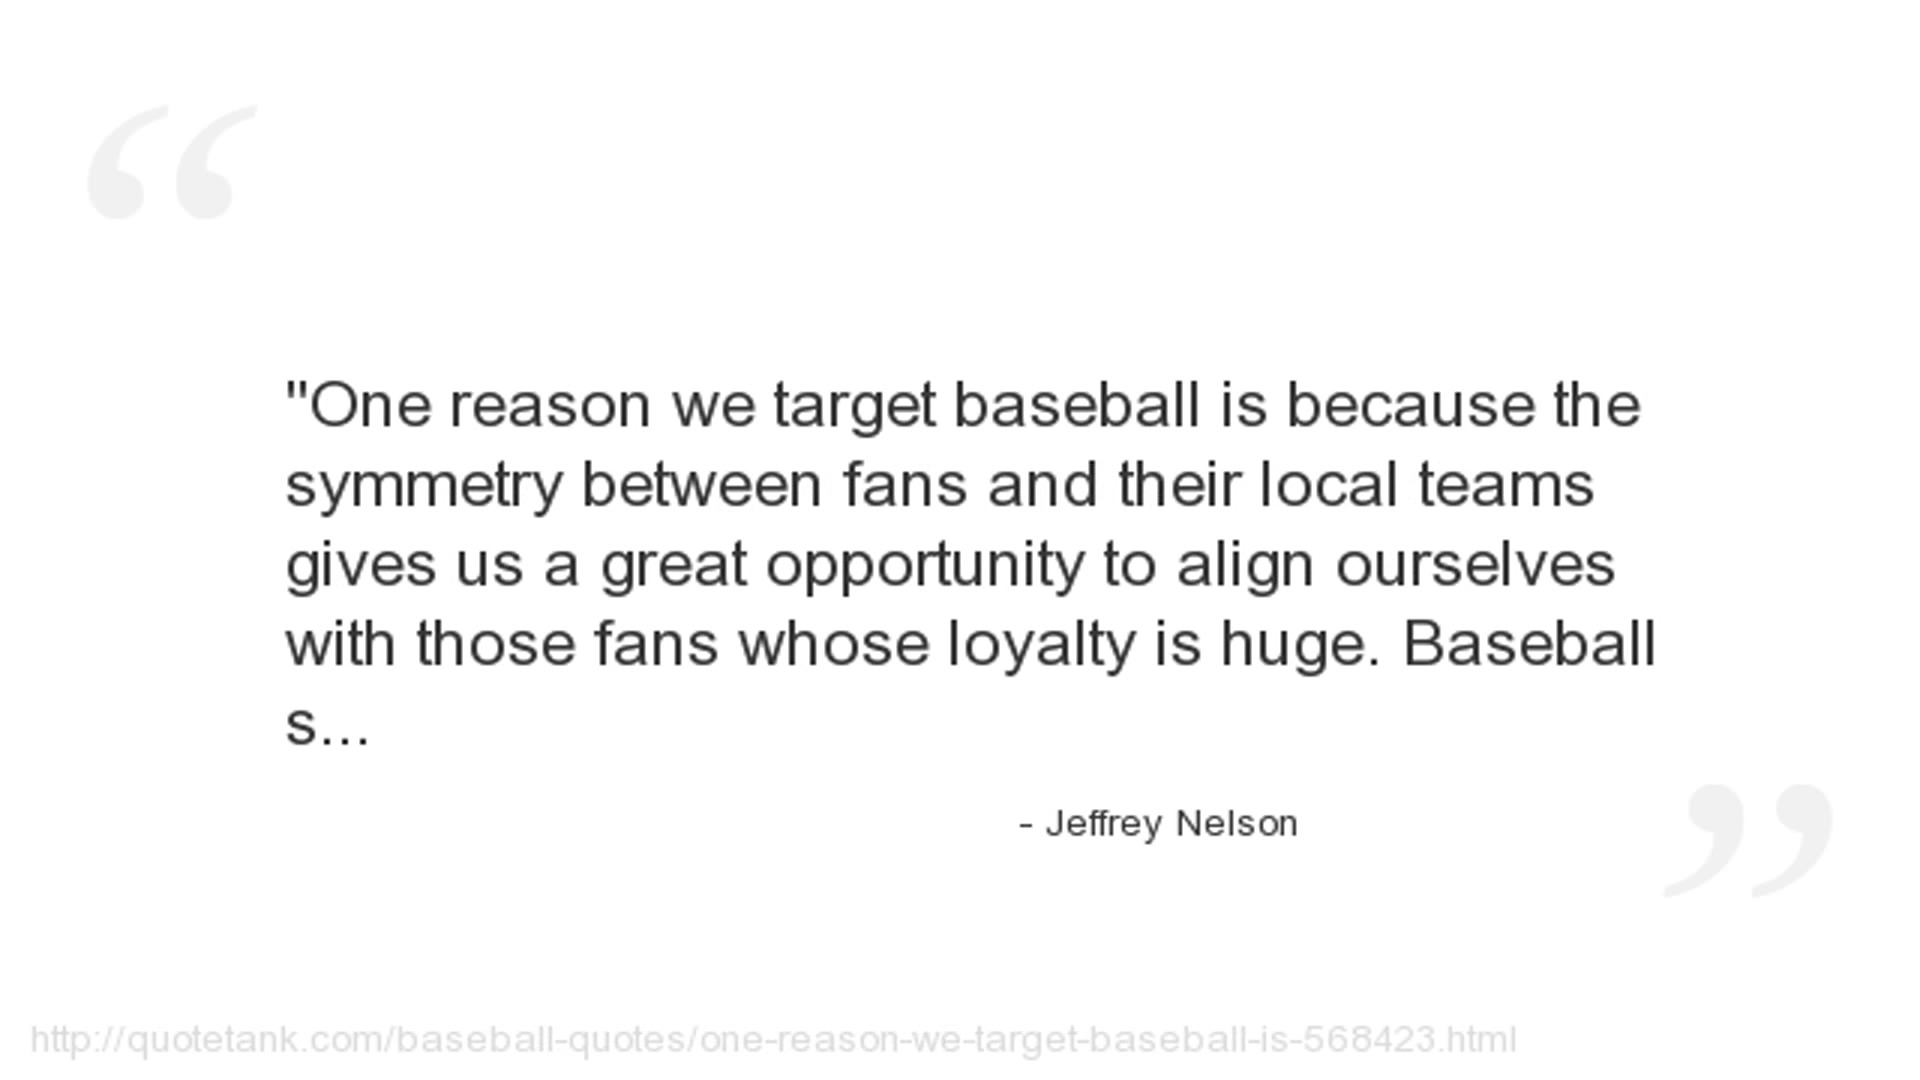 "One reason we target baseball is because the
symmetry between fans and their local teams
gives us a great opportunity to align ourselves
with those fans whose loyalty is huge. Baseball
s...
- Jeffrey Nelson
http://quotetank.com/baseball-quotes/one-reason-we-target-baseball-is-568423.html